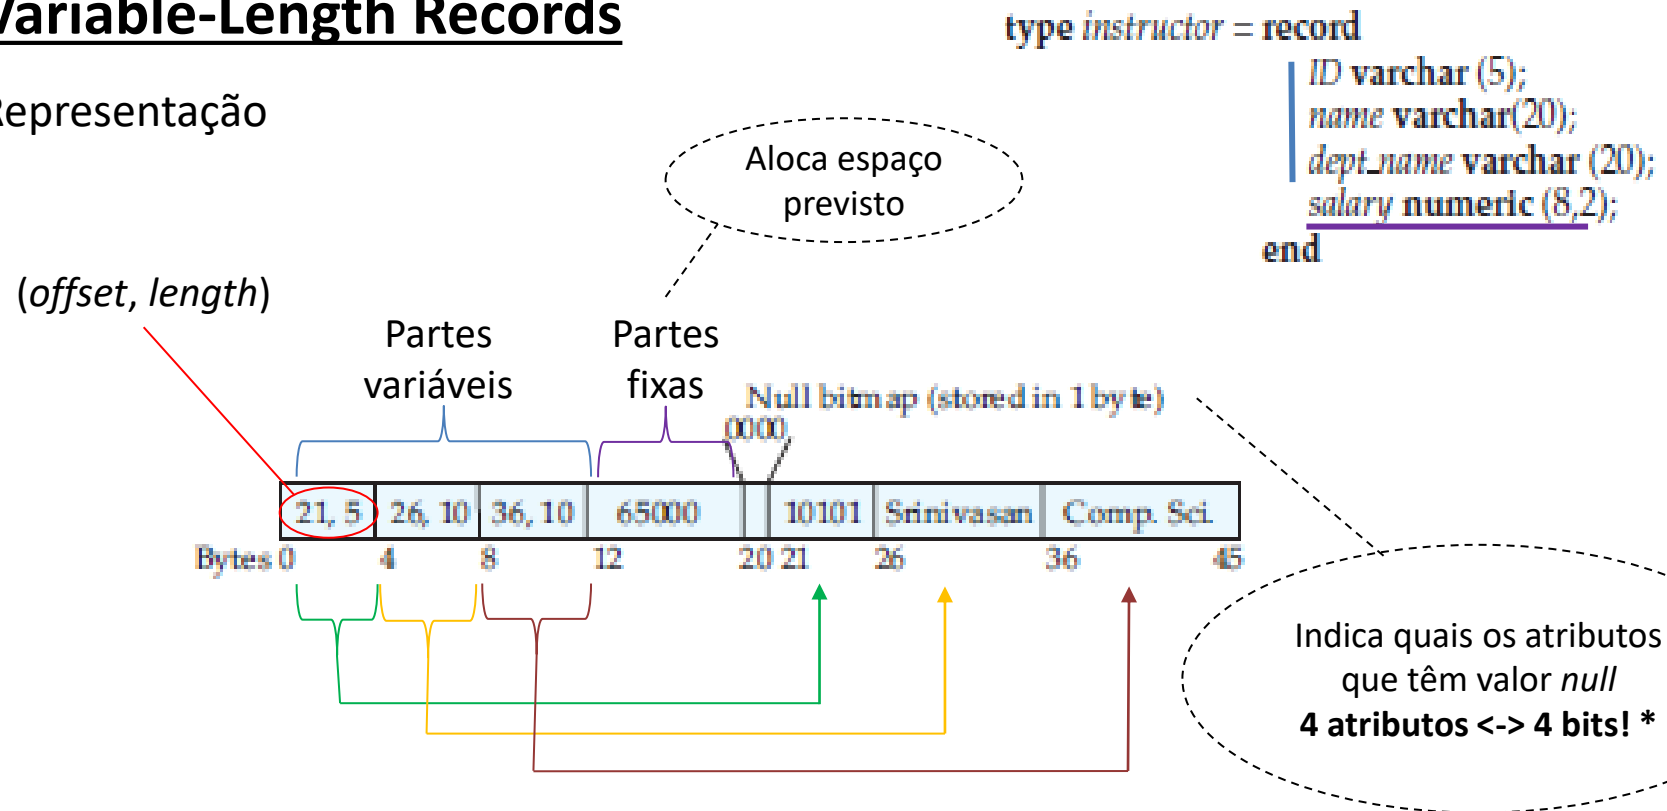 Variable-Length Records
Representação
type instructor = record
ID varchar (5);
name varchar(20);
dept_name varchar (20);
salary numeric (8,2);
end
Aloca espaço
previsto
(offset, length)
Partes
variáveis
Partes
fixas
Null bitmap (stored in 1 byte)
0000
21, 5 26, 10 36, 10 65000 10101 Srinivasan Comp. Sci.
Bytes 0 4 8 12 20 21 26 36 45
Indica quais os atributos
que têm valor null
4 atributos <-> 4 bits! *